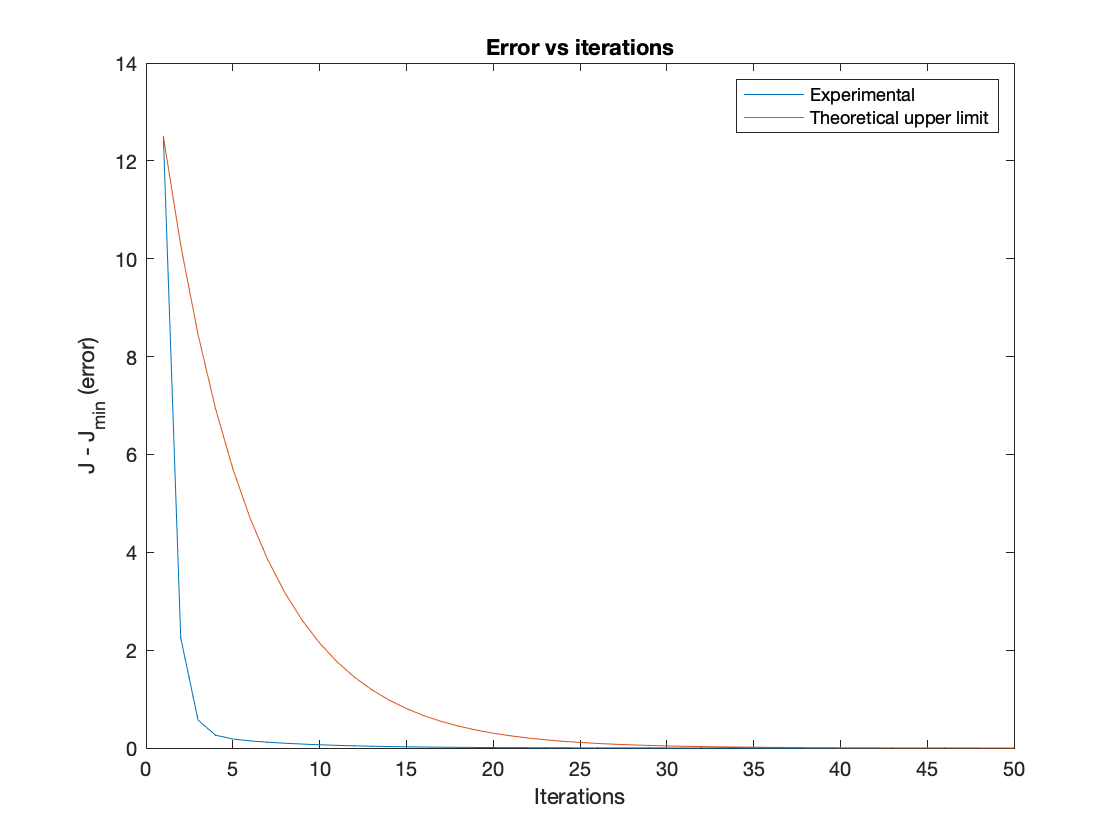 Error vs iterations
Experimental
Theoretical upper limit
14
12
10
8
6
4
2
0
J - J_min (error)
0 5 10 15 20 25 30 35 40 45 50
Iterations